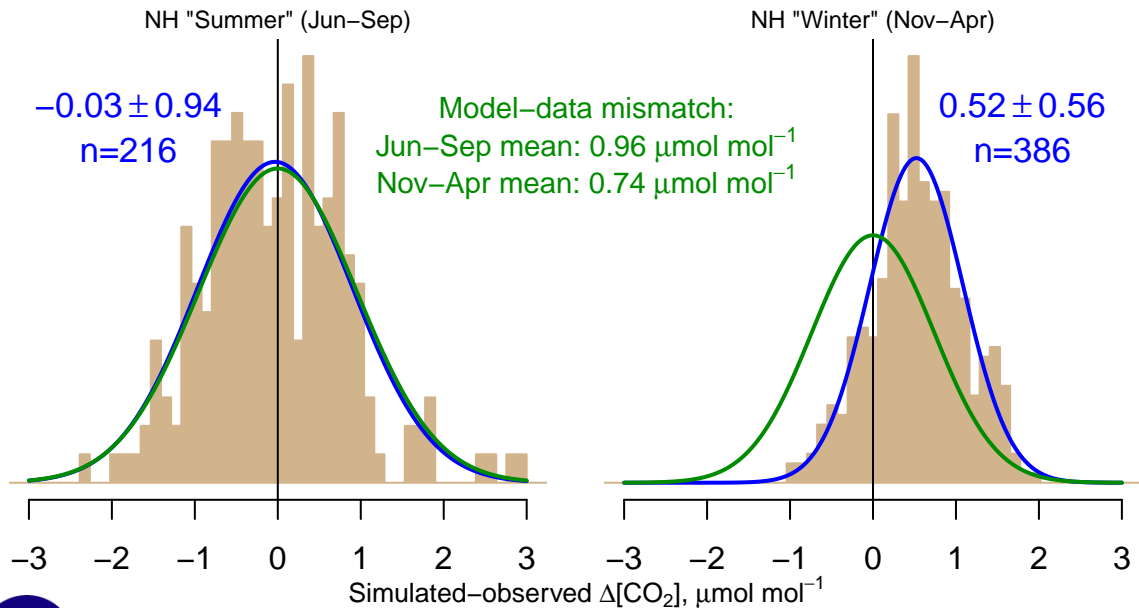 NH "Summer" (Jun−Sep)
−0.03 ± 0.94
n=216
Model−data mismatch:
Jun−Sep mean: 0.96 μmol mol⁻¹
Nov−Apr mean: 0.74 μmol mol⁻¹
NH "Winter" (Nov−Apr)
0.52 ± 0.56
n=386
−3 −2 −1 0 1 2 3
−3 −2 −1 0 1 2 3
Simulated−observed Δ[CO₂], μmol mol⁻¹